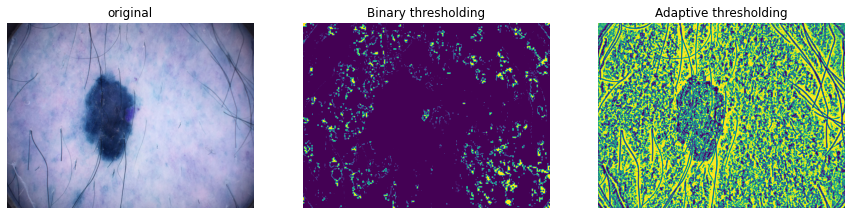 original
Binary thresholding
Adaptive thresholding